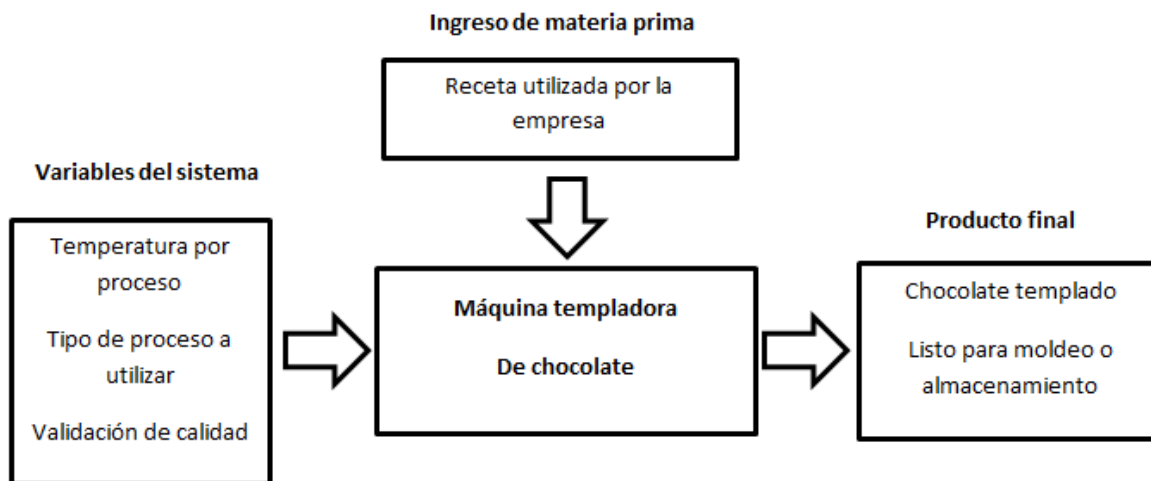 Ingreso de materia prima
Receta utilizada por la
empresa
Variables del sistema
Temperatura por
proceso
Tipo de proceso a
utilizar
Validación de calidad
Máquina templadora
De chocolate
Producto final
Chocolate templado
Listo para moldeo o
almacenamiento